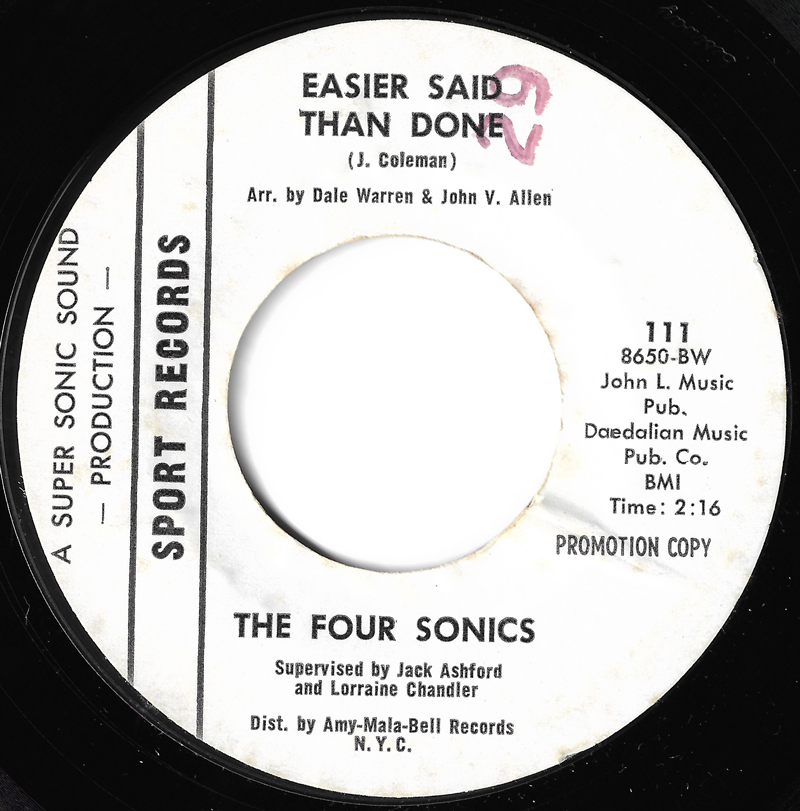 EASIER SAID
THAN DONE
(J. Coleman)
Arr. by Dale Warren & John V. Allen
A SUPER SONIC SOUND
— PRODUCTION —
SPORT RECORDS
111
8650-BW
John L. Music
Pub.
Daedalian Music
Pub. Co.
BMI
Time: 2:16
PROMOTION COPY
THE FOUR SONICS
Supervised by Jack Ashford
and Lorraine Chandler
Dist. by Amy-Mala-Bell Records
N.Y.C.